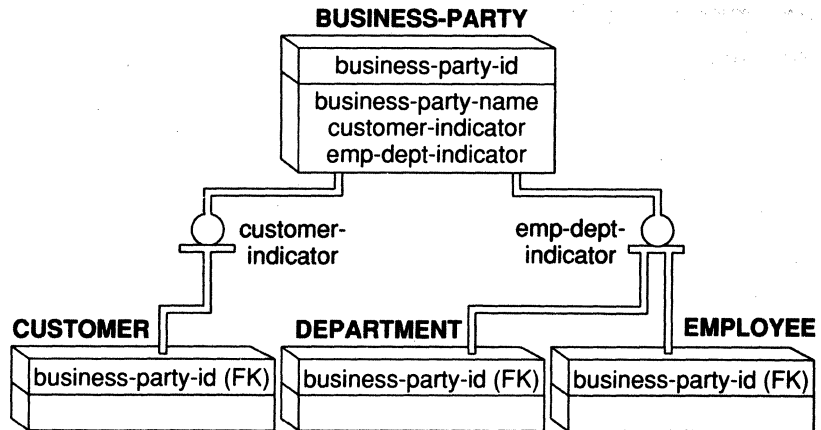 BUSINESS-PARTY
business-party-id
business-party-name
customer-indicator
emp-dept-indicator
customer-
indicator
emp-dept-
indicator
CUSTOMER
business-party-id (FK)
DEPARTMENT
business-party-id (FK)
EMPLOYEE
business-party-id (FK)